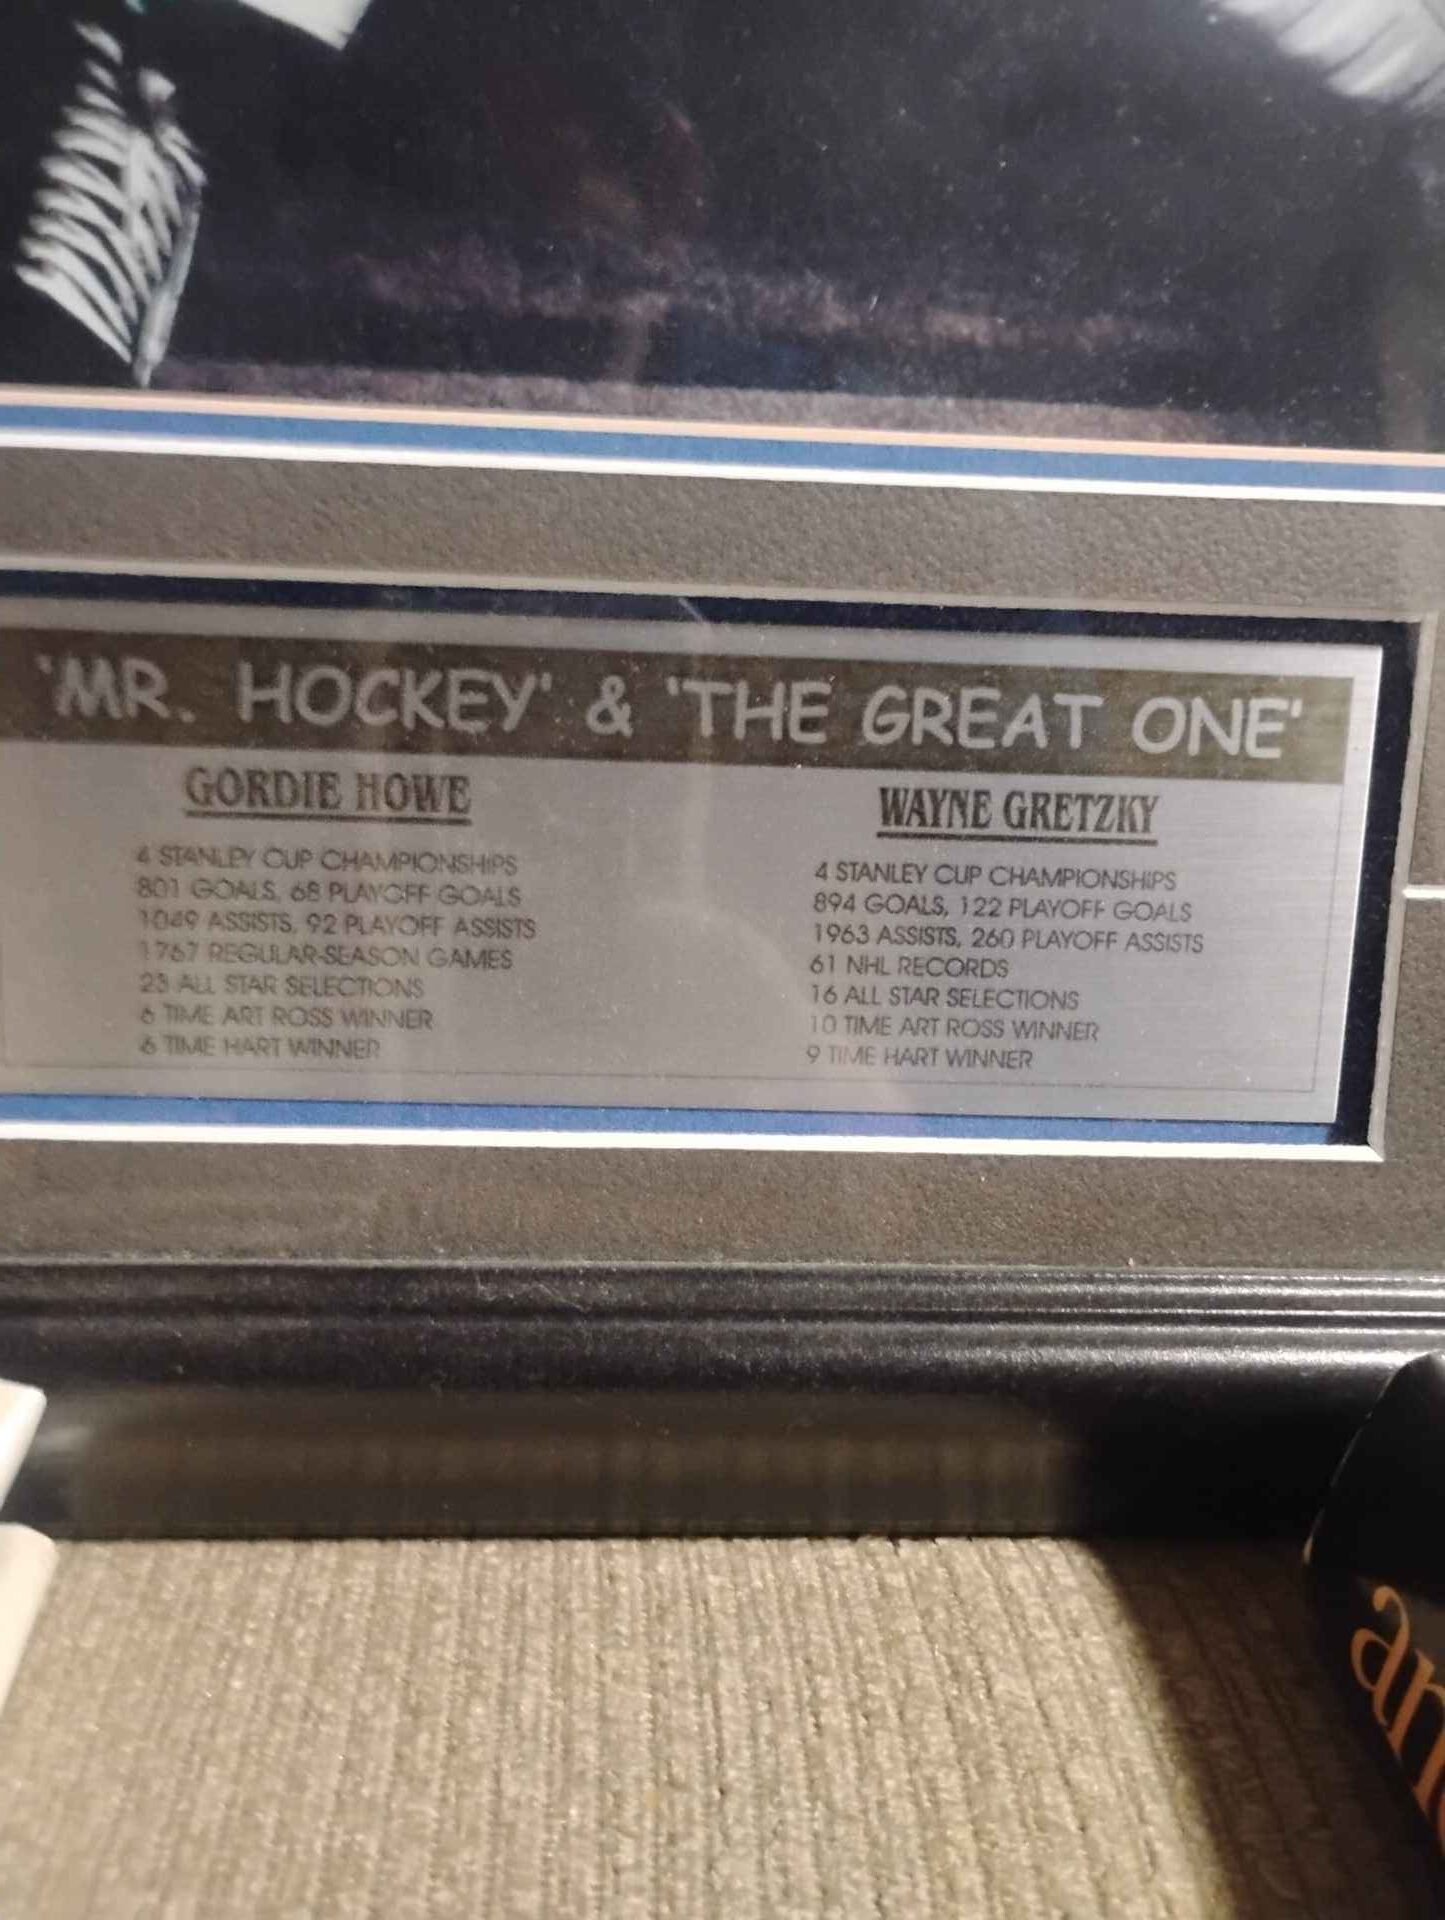 'MR. HOCKEY' & 'THE GREAT ONE'
GORDIE HOWE
4 STANLEY CUP CHAMPIONSHIPS
801 GOALS, 68 PLAYOFF GOALS
1049 ASSISTS, 92 PLAYOFF ASSISTS
1767 REGULAR-SEASON GAMES
23 ALL STAR SELECTIONS
6 TIME ART ROSS WINNER
6 TIME HART WINNER
WAYNE GRETZKY
4 STANLEY CUP CHAMPIONSHIPS
894 GOALS, 122 PLAYOFF GOALS
1963 ASSISTS, 260 PLAYOFF ASSISTS
61 NHL RECORDS
16 ALL STAR SELECTIONS
10 TIME ART ROSS WINNER
9 TIME HART WINNER